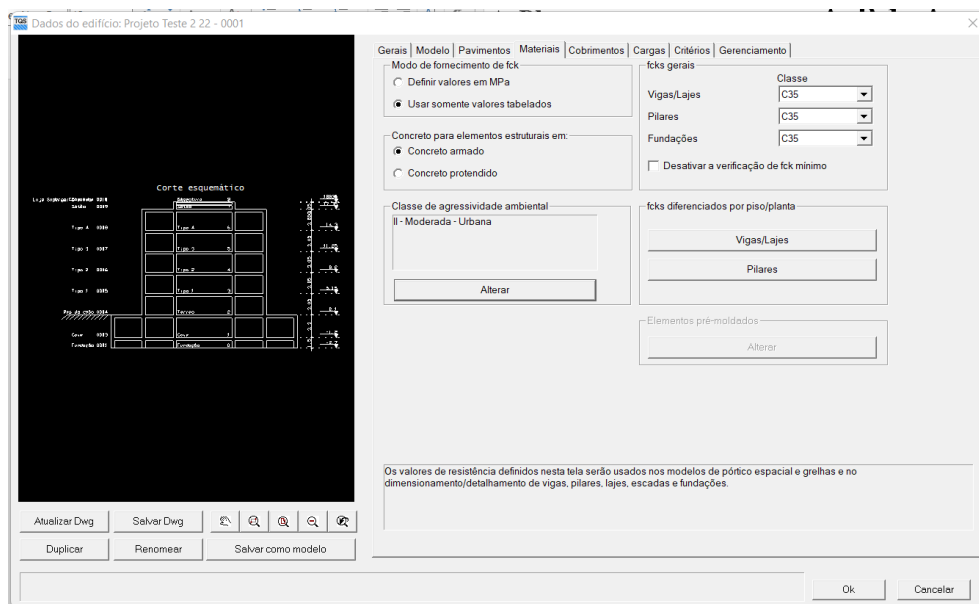 TQS Dados do edifício: Projeto Teste 2 22 - 0001
Gerais Modelo Pavimentos Materiais Cobrimentos Cargas Critérios Gerenciamento
Modo de fornecimento de fck
Definir valores em MPa
Usar somente valores tabelados
fcks gerais
Classe
Vigas/Lajes C35
Pilares C35
Fundações C35
Desativar a verificação de fck mínimo
Concreto para elementos estruturais em:
Concreto armado
Concreto protendido
Classe de agressividade ambiental
II - Moderada - Urbana
Alterar
fcks diferenciados por piso/planta
Vigas/Lajes
Pilares
Elementos pré-moldados
Alterar
Os valores de resistência definidos nesta tela serão usados nos modelos de pórtico espacial e grelhas e no
dimensionamento/detalhamento de vigas, pilares, lajes, escadas e fundações.
Corte esquemático
Tipo 4
Tipo 3
Tipo 2
Tipo 1
Terreo
Fundação
Atualizar Dwg Salvar Dwg
Duplicar Renomear Salvar como modelo
Ok Cancelar